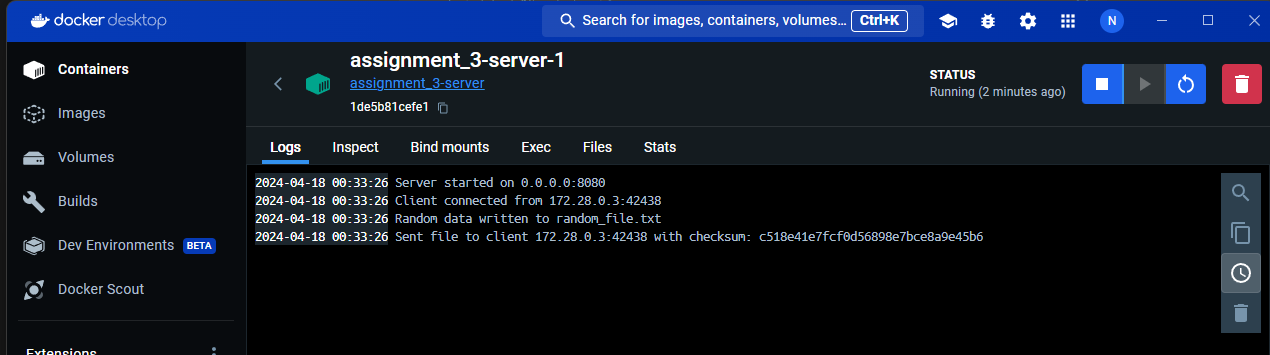 docker desktop
Search for images, containers, volumes... Ctrl+K
N
Containers
Images
Volumes
Builds
Dev Environments BETA
Docker Scout
Extensions
assignment_3-server-1
assignment_3-server
1de5b81cefe1
STATUS
Running (2 minutes ago)
Logs Inspect Bind mounts Exec Files Stats
2024-04-18 00:33:26 Server started on 0.0.0.0:8080
2024-04-18 00:33:26 Client connected from 172.28.0.3:42438
2024-04-18 00:33:26 Random data written to random_file.txt
2024-04-18 00:33:26 Sent file to client 172.28.0.3:42438 with checksum: c518e41e7fcf0d56898e7bce8a9e45b6